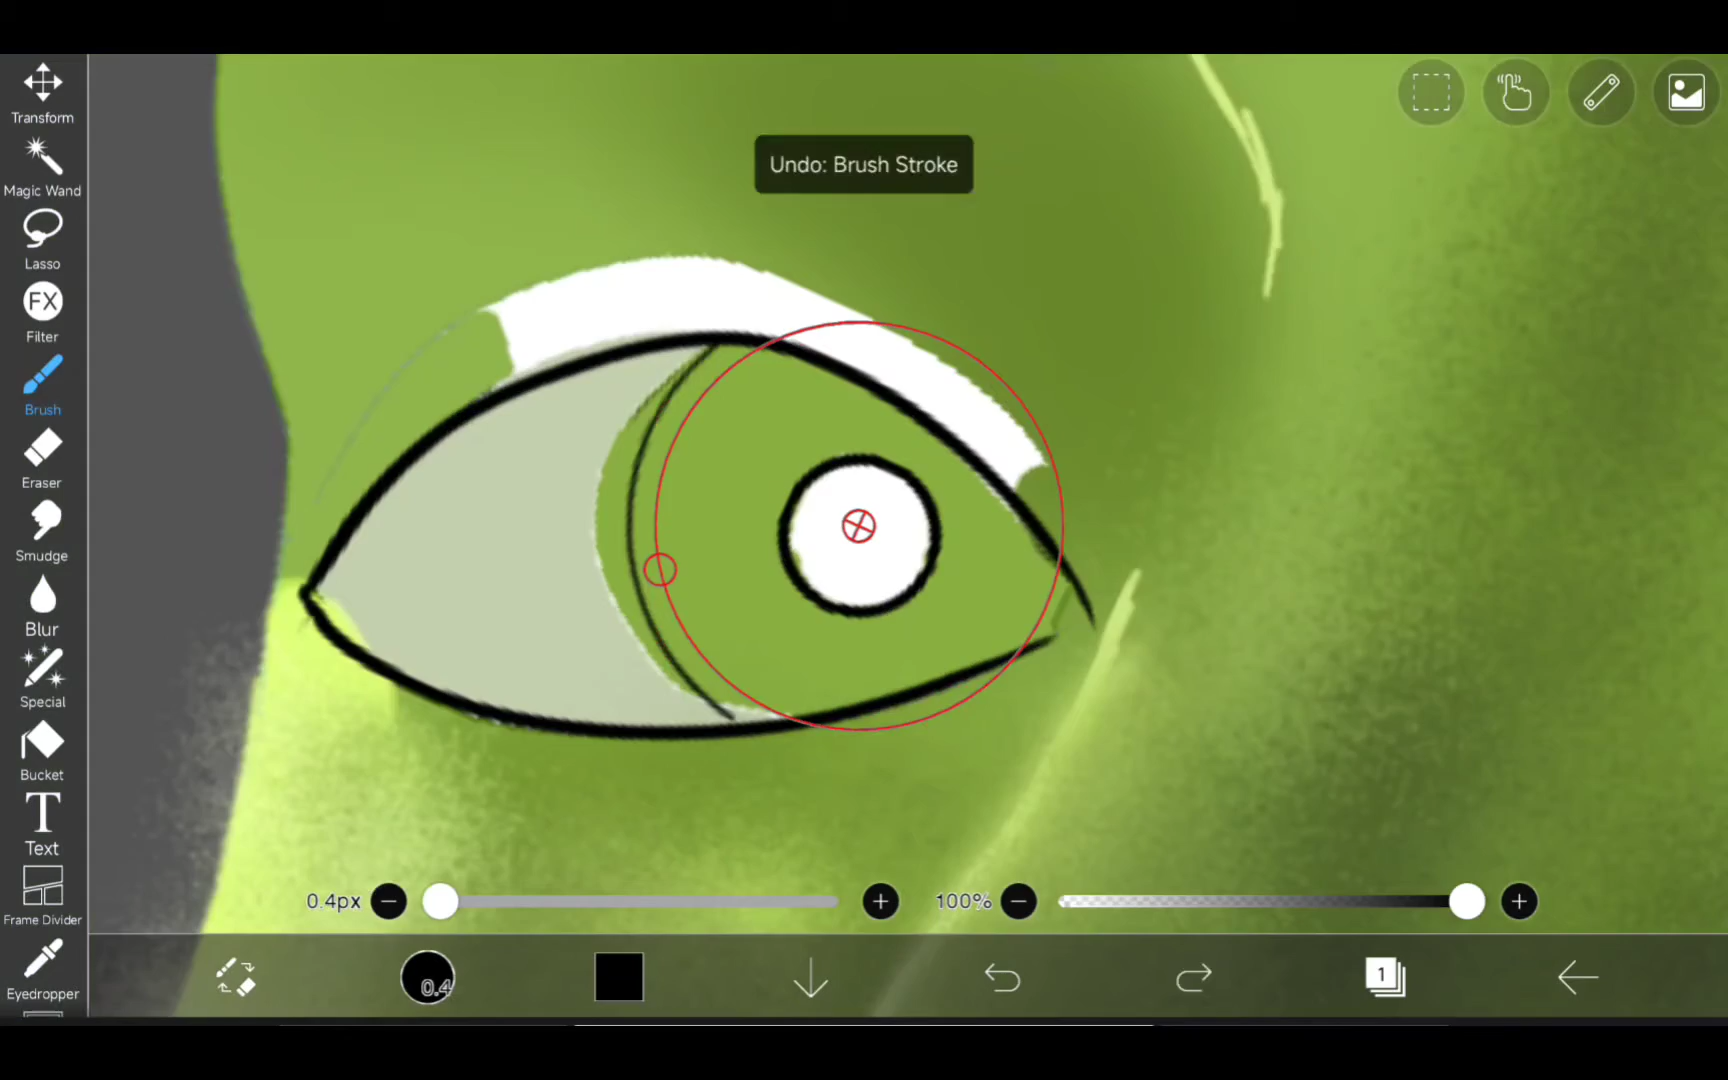 Transform
Undo: Brush Stroke
Magic Wand
Lasso
FX
Filter
Brush
Eraser
Smudge
Blur
Special
Bucket
T
Text
0.4px
100%
Frame Divider
Eyedropper
0.4
1